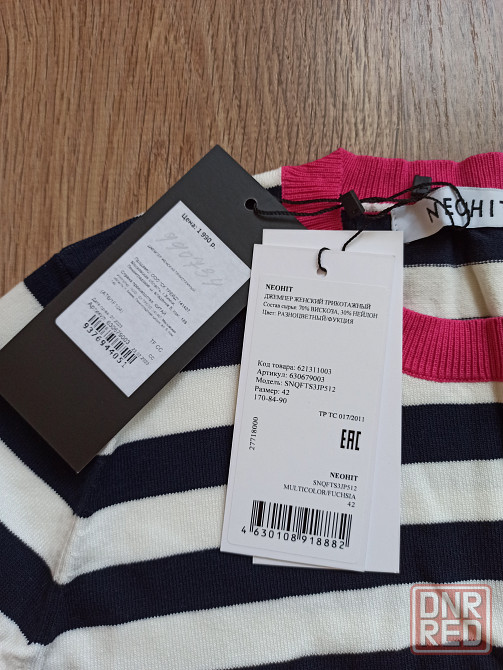 Цена: 1 990 р.
9376944051
NEOHIT
NEOHIT
ДЖЕМПЕР ЖЕНСКИЙ ТРИКОТАЖНЫЙ
Состав сырья: 70% ВИСКОЗА, 30% НЕЙЛОН
Цвет: РАЗНОЦВЕТНЫЙ/ФУКЦИЯ
Код товара: 621311003
Артикул: 630679003
Модель: SNQFTS3JP512
Размер: 42
170-84-90
ТР ТС 017/2011
27718000
EAC
NEOHIT
SNQFTS3JP512
MULTICOLOR/FUCHSIA
42
4 630108 918882
DNR
RED